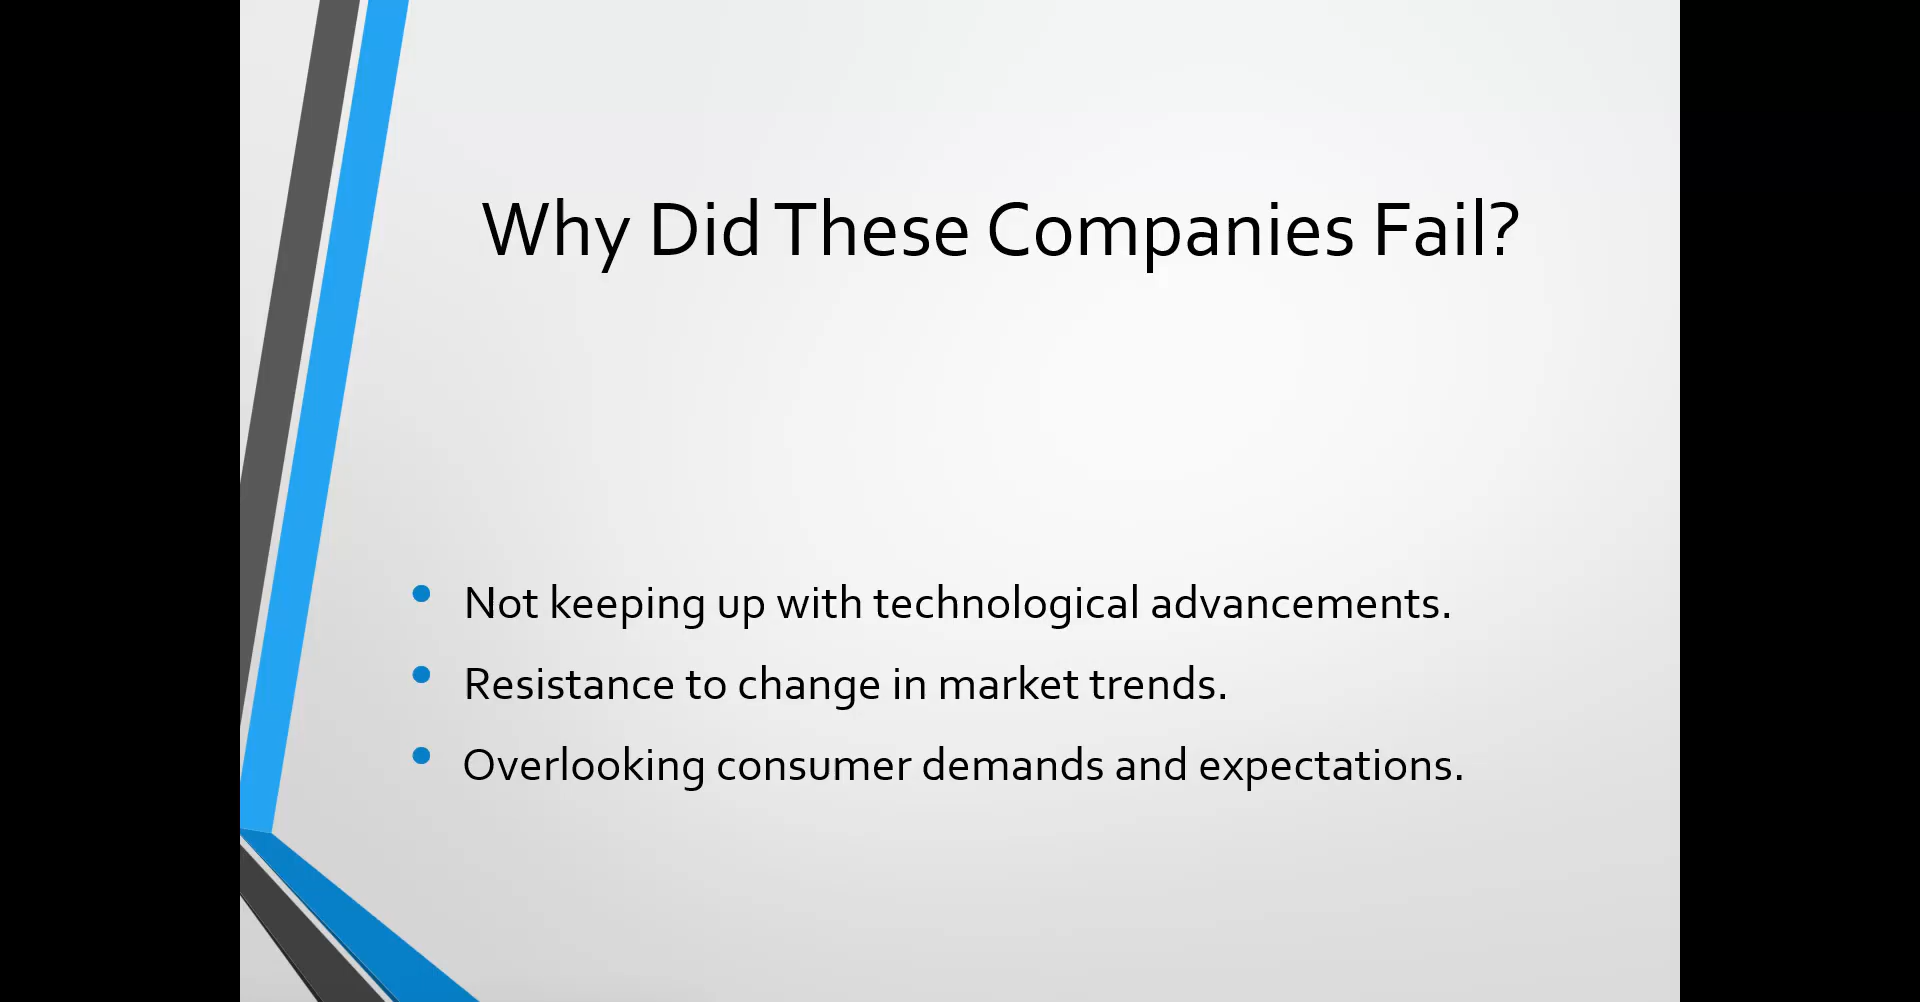 Why Did These Companies Fail?
Not keeping up with technological advancements.
Resistance to change in market trends.
Overlooking consumer demands and expectations.